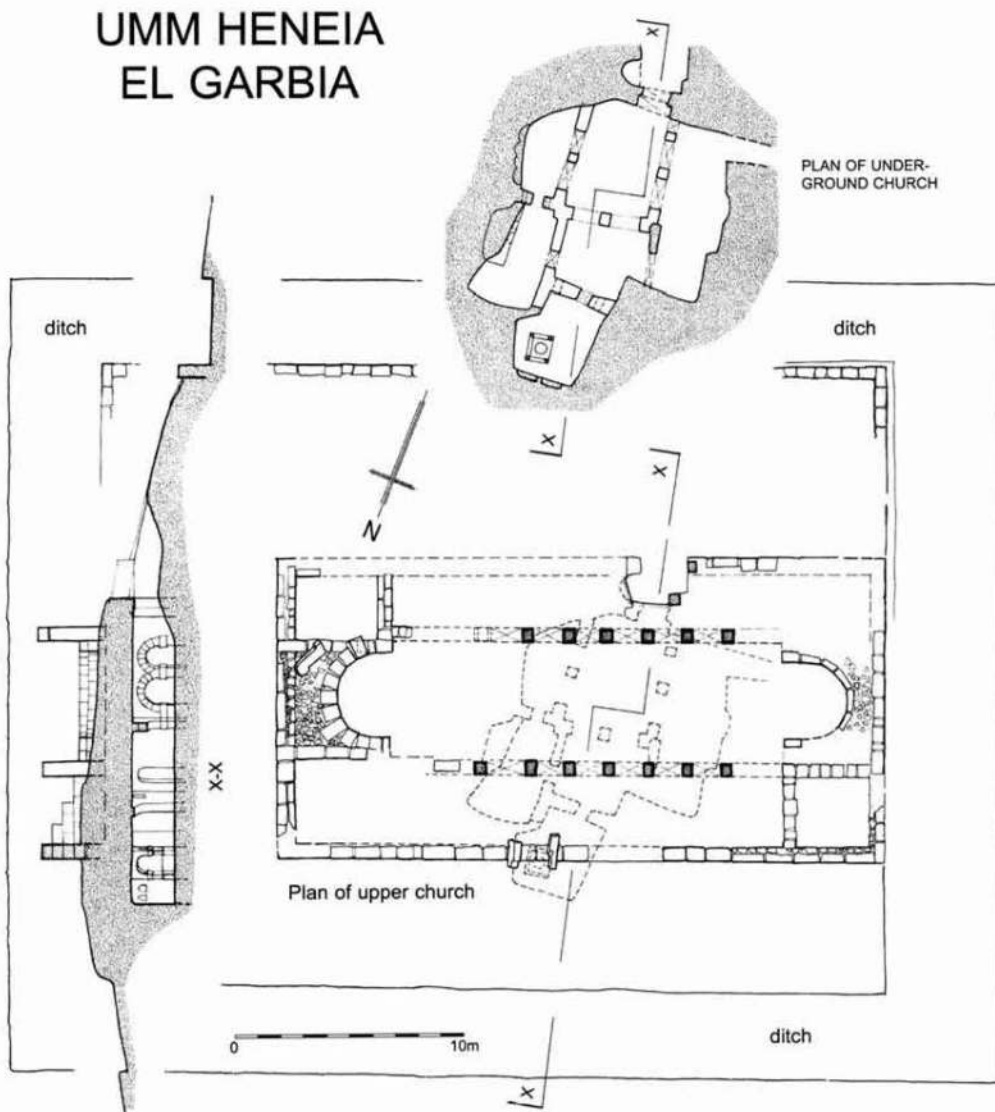 UMM HENEIA
EL GARBIA
X
PLAN OF UNDER-
GROUND CHURCH
ditch
ditch
X
X
N
X-X
Plan of upper church
0
10m
ditch
X